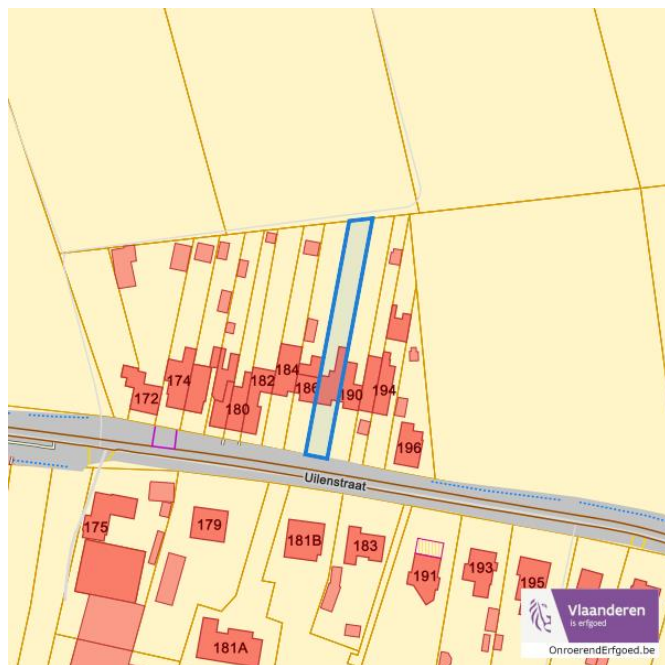 184
182
174
186
190
194
172
180
196
Uilenstraat
175
179
181B
183
191
193
195
181A
Vlaanderen
is erfgoed
OnroerendErfgoed.be